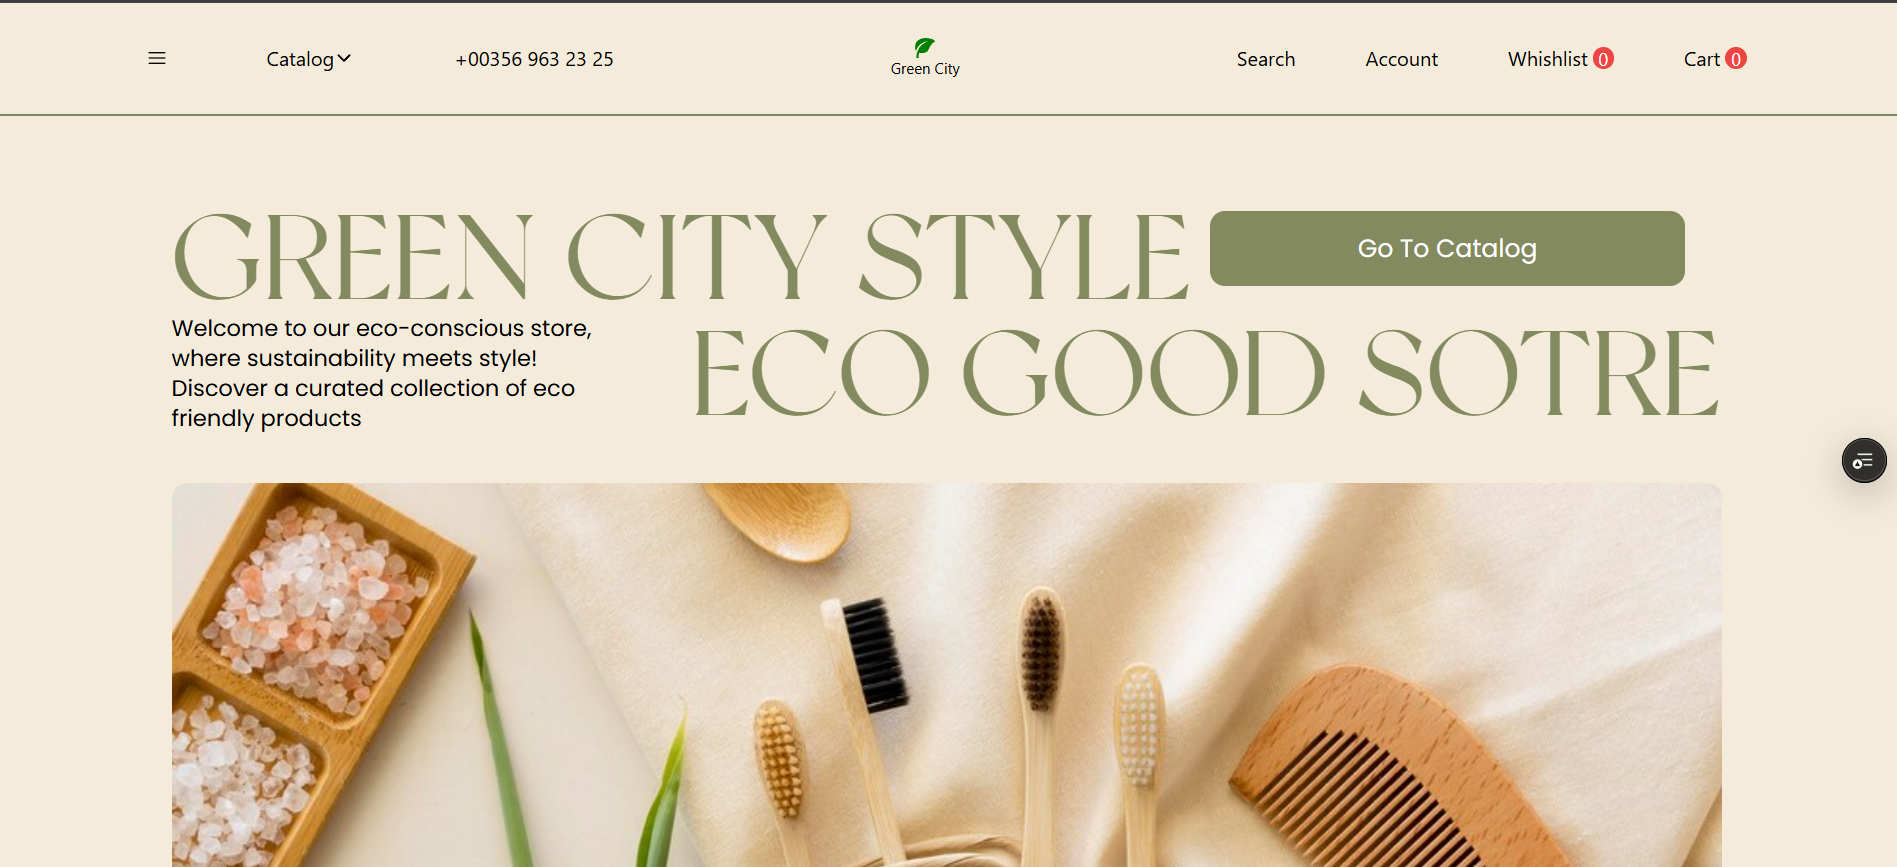 Catalog
+00356 963 23 25
Green City
Search
Account
Whishlist 0
Cart 0
GREEN CITY STYLE
Go To Catalog
Welcome to our eco-conscious store,
where sustainability meets style!
Discover a curated collection of eco
friendly products
ECO GOOD SOTRE